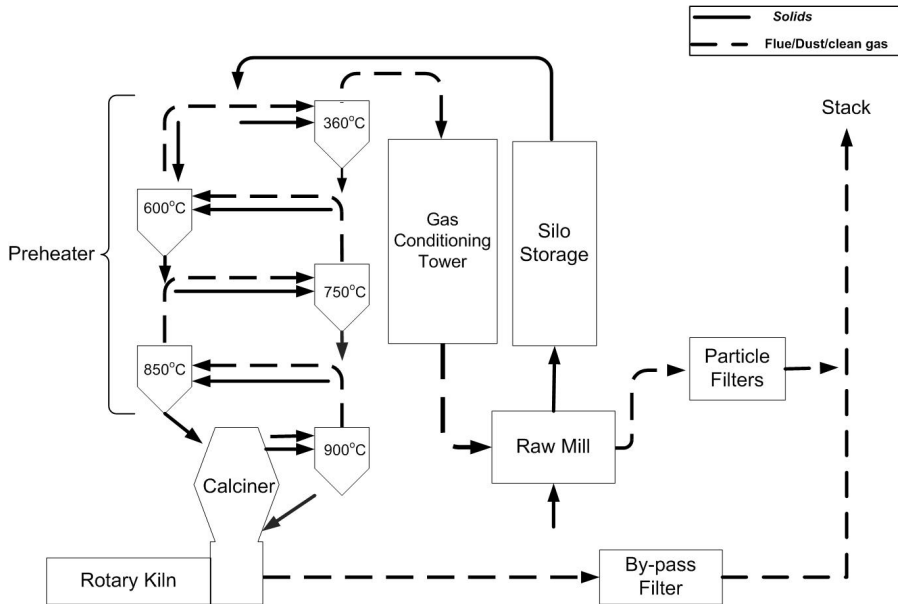 Solids
Flue/Dust/clean gas
Stack
360°C
600°C
Gas
Conditioning
Tower
Silo
Storage
Preheater
750°C
850°C
Particle
Filters
900°C
Raw Mill
Calciner
Rotary Kiln
By-pass
Filter